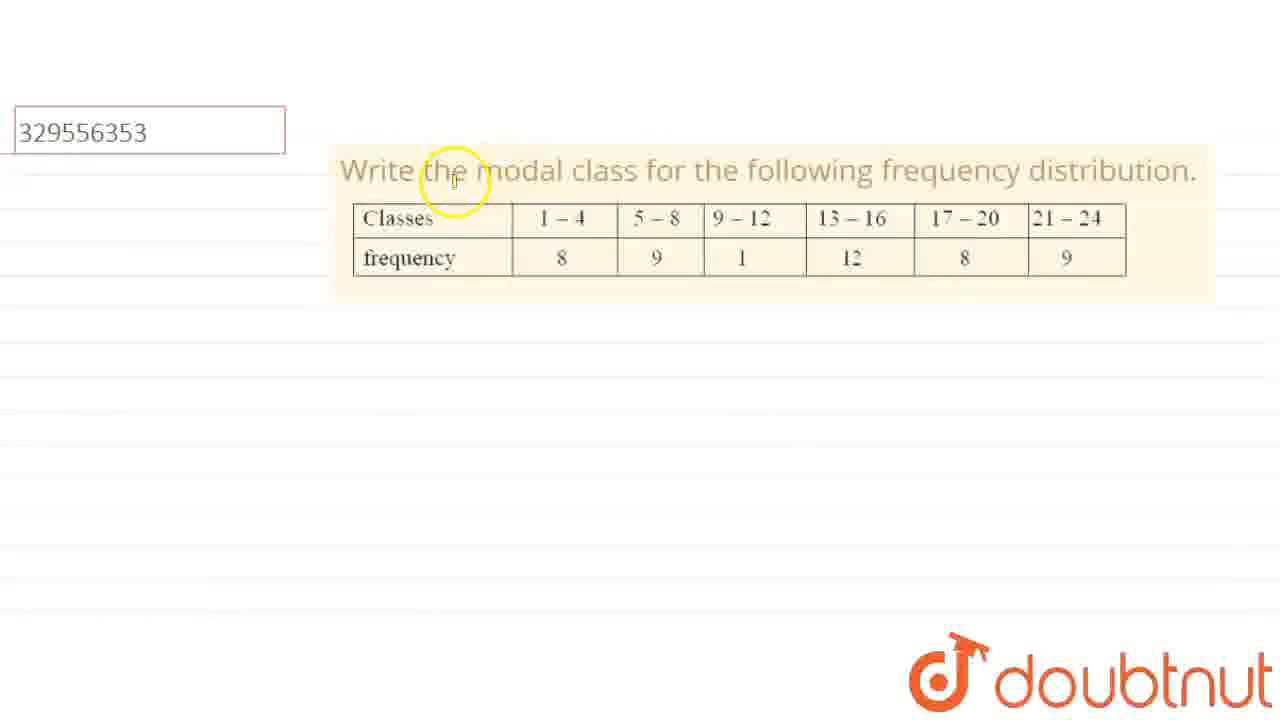 329556353
Write the modal class for the following frequency distribution.
Classes 1 – 4 5 – 8 9 – 12 13 – 16 17 – 20 21 – 24
frequency 8 9 1 12 8 9
doubtnut